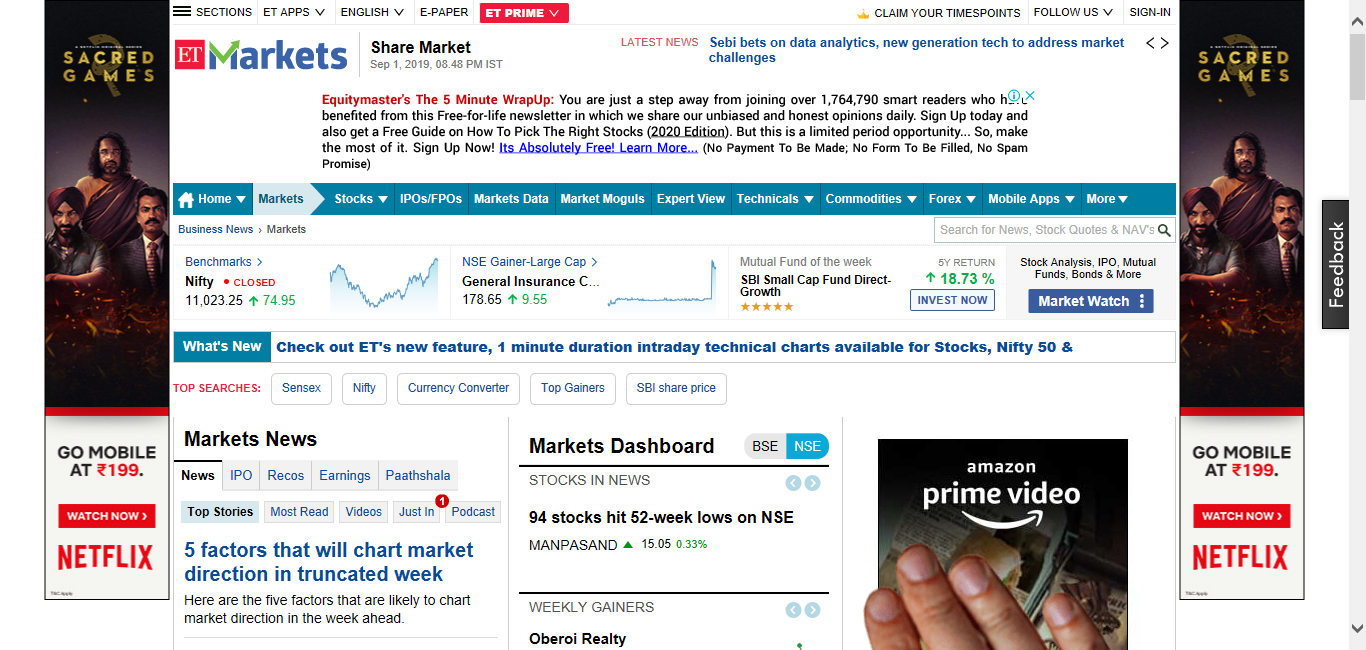 SECTIONS
ET APPS
ENGLISH
E-PAPER
ET PRIME
CLAIM YOUR TIMESPOINTS
FOLLOW US
SIGN-IN
SACRED
GAMES
ET Markets
Share Market
Sep 1, 2019, 08.48 PM IST
LATEST NEWS
Sebi bets on data analytics, new generation tech to address market
challenges
Equitymaster's The 5 Minute WrapUp: You are just a step away from joining over 1,764,790 smart readers who
benefited from this Free-for-life newsletter in which we share our unbiased and honest opinions daily. Sign Up today and
also get a Free Guide on How To Pick The Right Stocks (2020 Edition). But this is a limited period opportunity... So, make
the most of it. Sign Up Now! Its Absolutely Free! Learn More... (No Payment To Be Made; No Form To Be Filled, No Spam
Promise)
Home Markets Stocks IPOs/FPOs Markets Data Market Moguls Expert View Technicals Commodities Forex Mobile Apps More
Business News › Markets
Search for News, Stock Quotes & NAV's
Benchmarks
Nifty CLOSED
11,023.25 74.95
NSE Gainer-Large Cap
General Insurance C...
178.65 9.55
Mutual Fund of the week
SBI Small Cap Fund Direct-
Growth
★★★★★
5Y RETURN
18.73 %
INVEST NOW
Stock Analysis, IPO, Mutual
Funds, Bonds & More
Market Watch
What's New
Check out ET's new feature, 1 minute duration intraday technical charts available for Stocks, Nifty 50 &
TOP SEARCHES:
Sensex
Nifty
Currency Converter
Top Gainers
SBI share price
Markets News
News IPO Recos Earnings Paathshala
Top Stories Most Read Videos Just In 1 Podcast
5 factors that will chart market
direction in truncated week
Here are the five factors that are likely to chart
market direction in the week ahead.
Markets Dashboard
BSE NSE
STOCKS IN NEWS
94 stocks hit 52-week lows on NSE
MANPASAND 15.05 0.33%
WEEKLY GAINERS
Oberoi Realty
amazon
prime video
GO MOBILE
AT ₹199.
WATCH NOW ›
NETFLIX
T&C Apply
SACRED
GAMES
GO MOBILE
AT ₹199.
WATCH NOW ›
NETFLIX
T&C Apply
Feedback